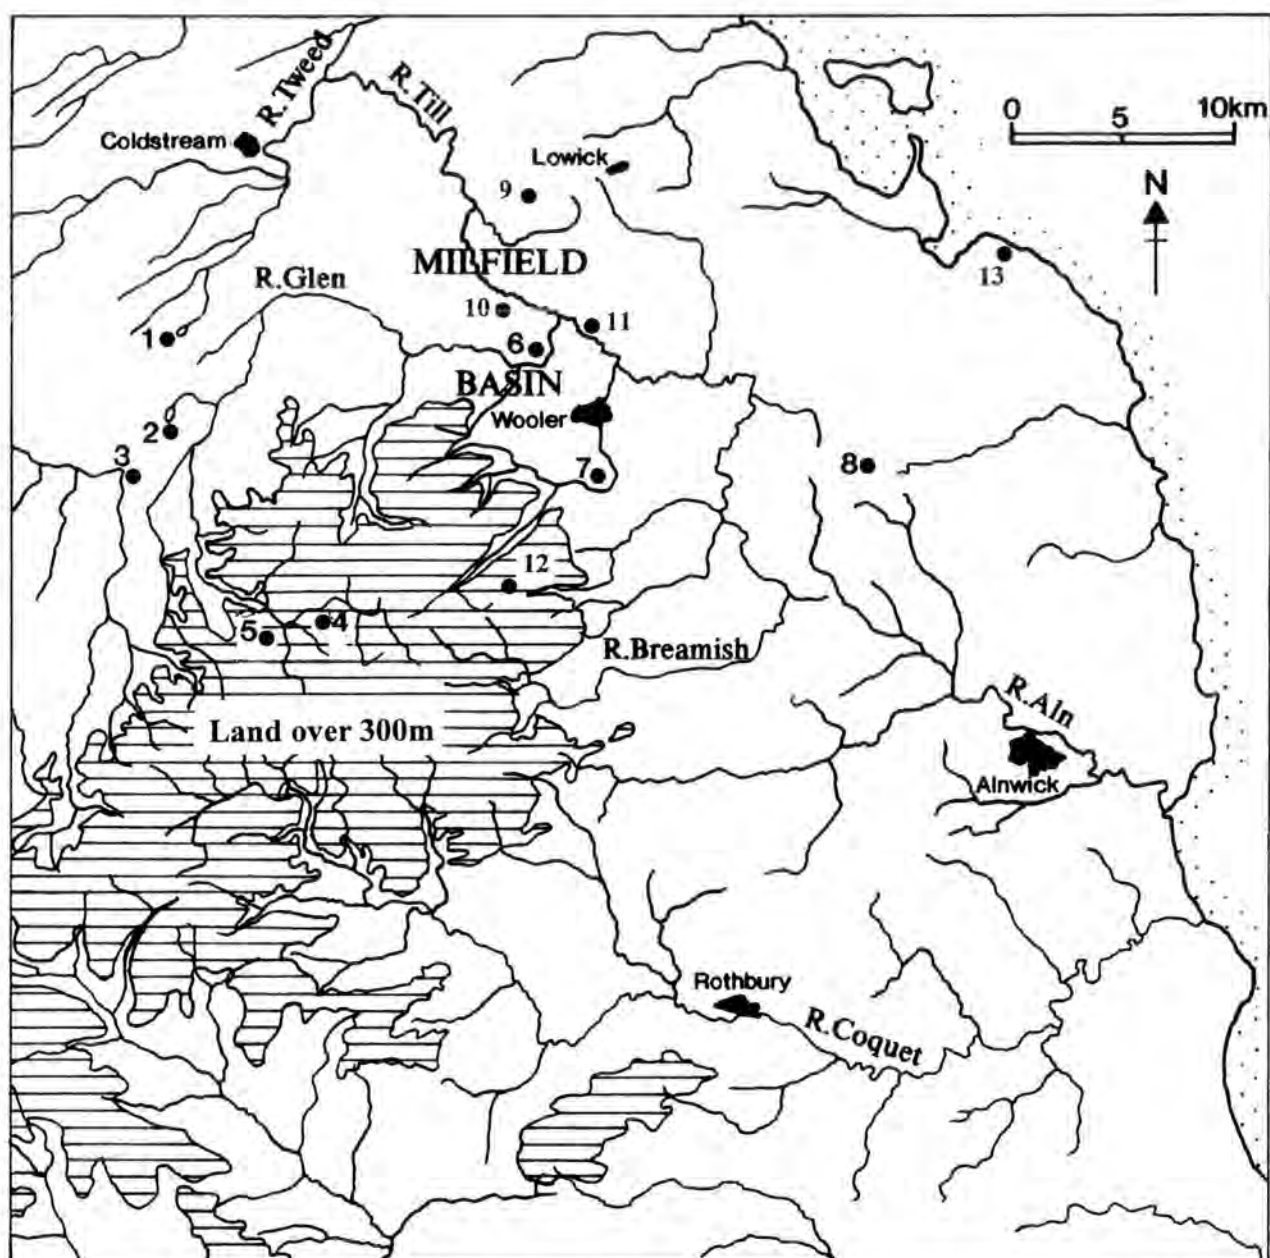 R.Tweed
R.Till
0 5 10km
Coldstream
Lowick
N
9
MILFIELD
R.Glen
13
10
11
1
6
BASIN
Wooler
2
3
7
8
12
4
5
R.Breamish
R.Aln
Land over 300m
Alnwick
Rothbury
R.Coquet